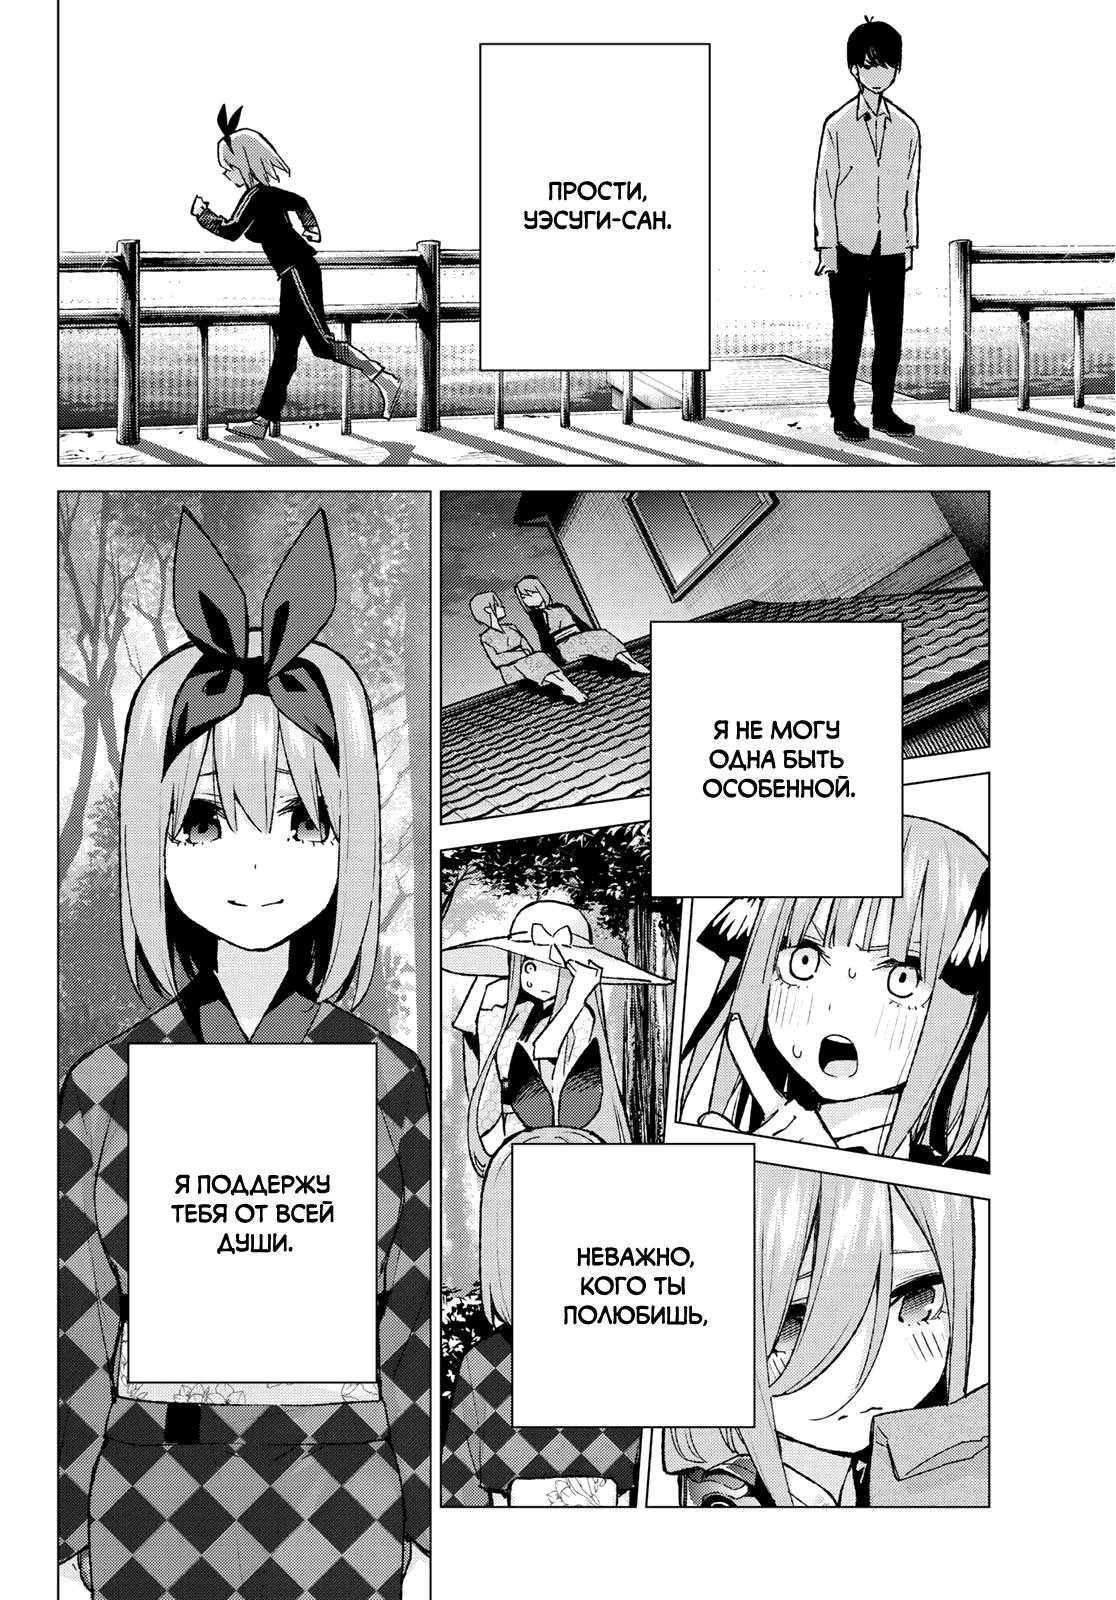 ПРОСТИ,
УЭСУГИ-САН.
Я НЕ МОГУ
ОДНА БЫТЬ
ОСОБЕННОЙ.
НЕВАЖНО,
КОГО ТЫ
ПОЛЮБИШЬ,
Я ПОДДЕРЖУ
ТЕБЯ ОТ ВСЕЙ
ДУШИ.